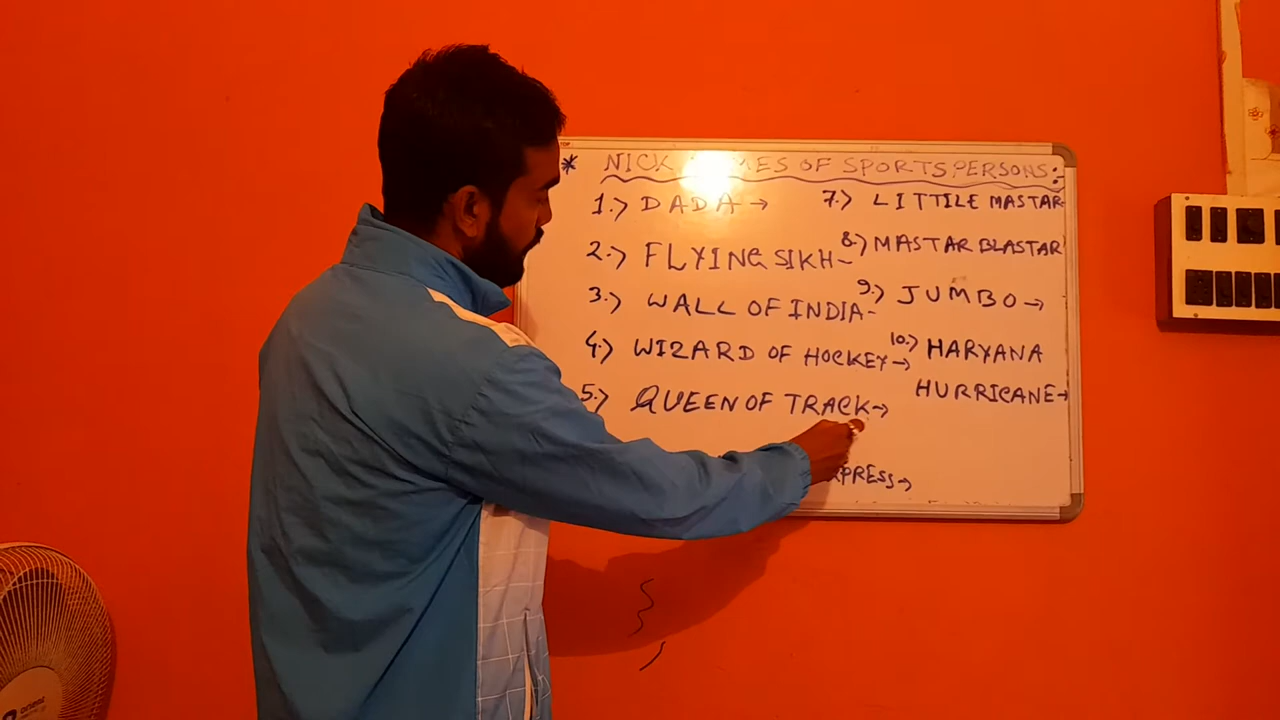 * NICK MES OF SPORTSPERSONS:
1.) DADA →
2.) FLYING SIKH -
3.) WALL OF INDIA -
4.) WIZARD OF HOCKEY →
5.) QUEEN OF TRACK →
XPRESS →
7.) LITTILE MASTAR
8.) MASTAR BLASTAR
9.) JUMBO →
10.) HARYANA
HURRICANE →
orient